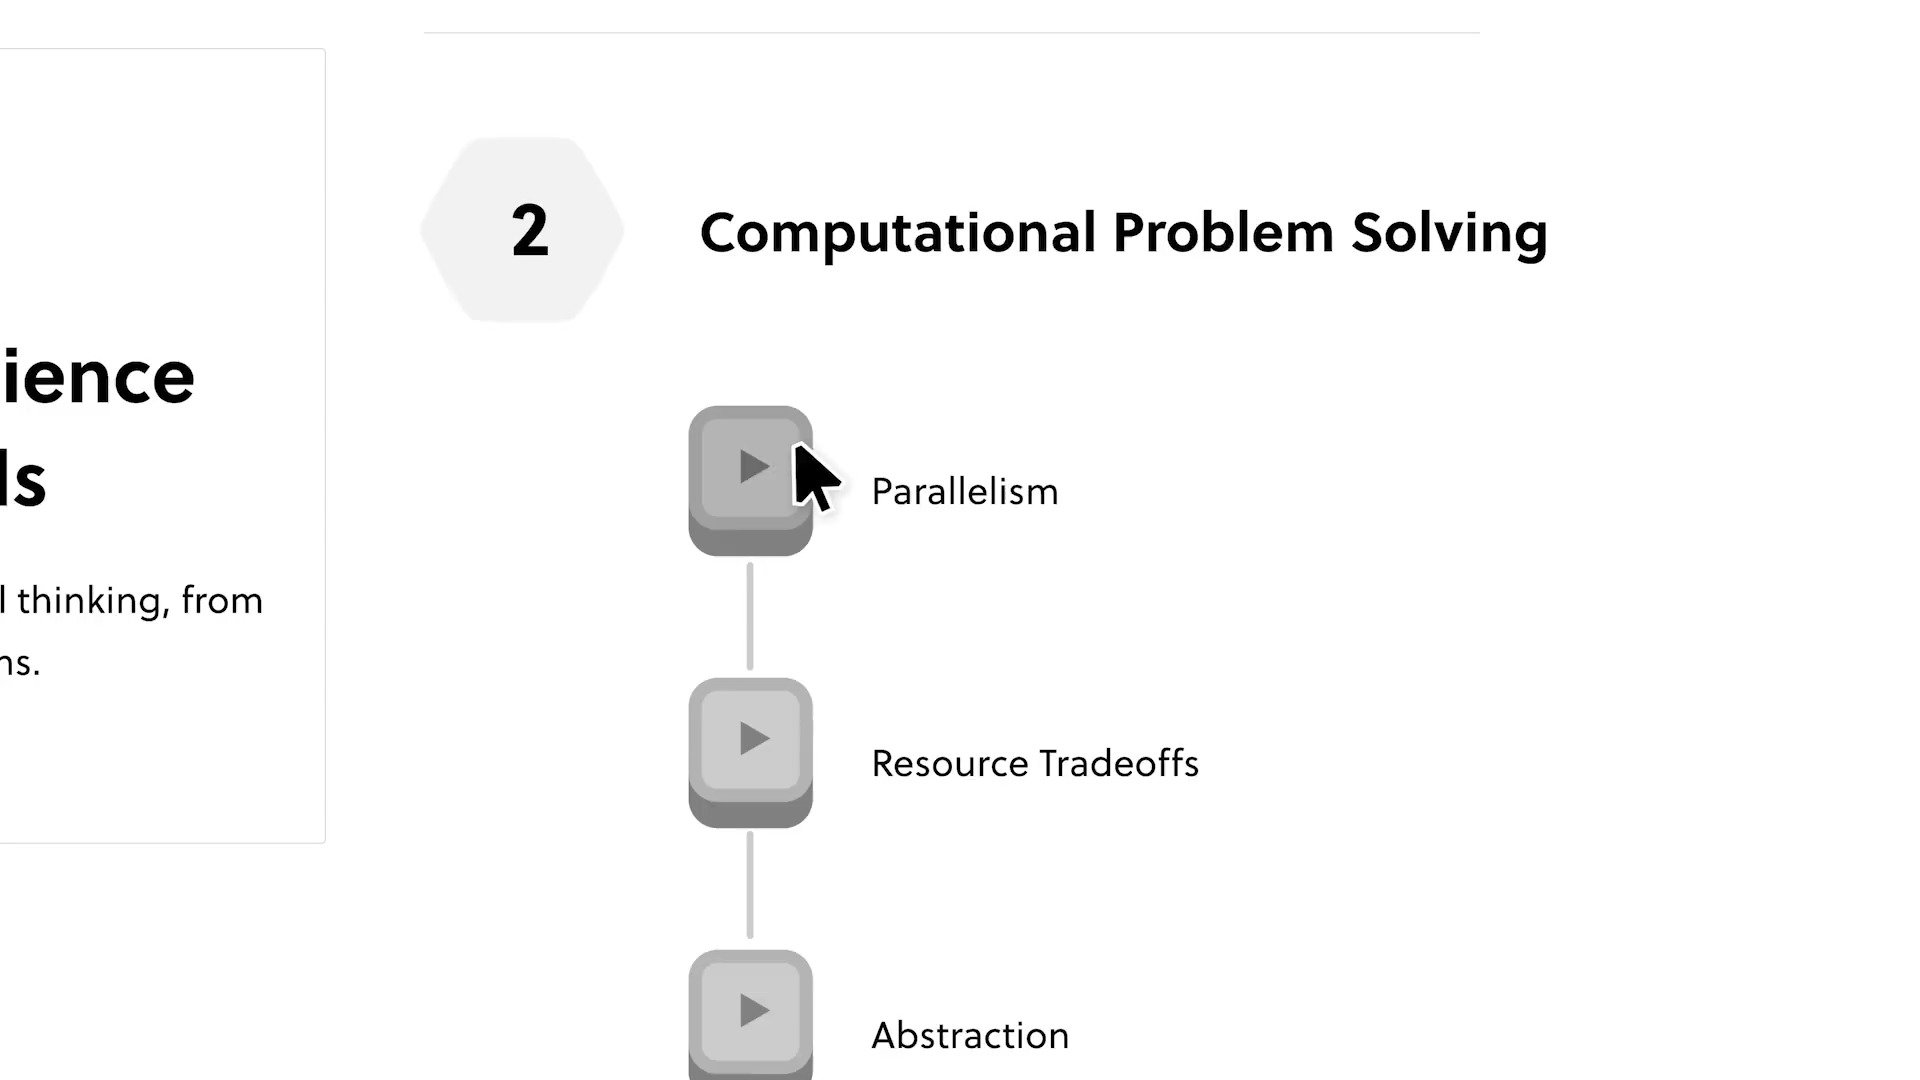 ience
ls
l thinking, from
ns.
2
Computational Problem Solving
Parallelism
Resource Tradeoffs
Abstraction